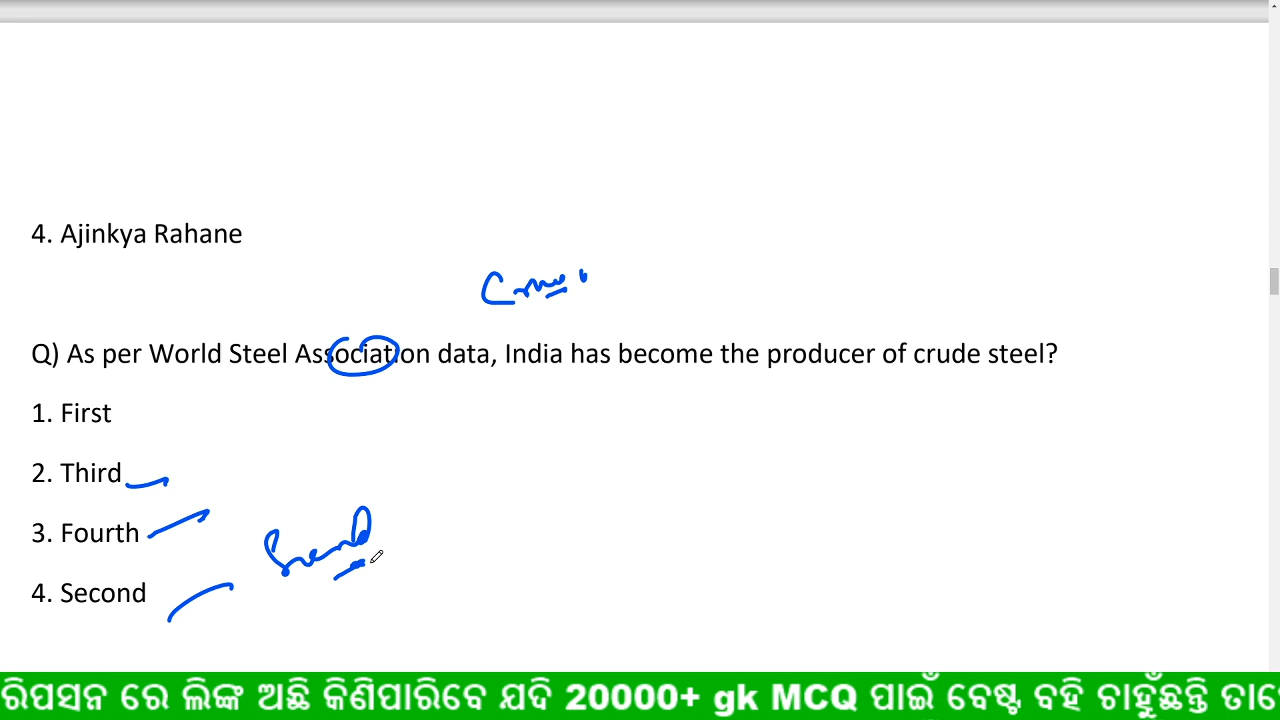 4. Ajinkya Rahane
Q) As per World Steel Association data, India has become the producer of crude steel?
1. First
2. Third
3. Fourth
4. Second
ରିପସନ ରେ ଲିଙ୍କ ଅଛି କିଣିପାରିବେ ଯଦି 20000+ gk MCQ ପାଇଁ ବେଷ୍ଟ ବହି ଚାହୁଁଛନ୍ତି ତା